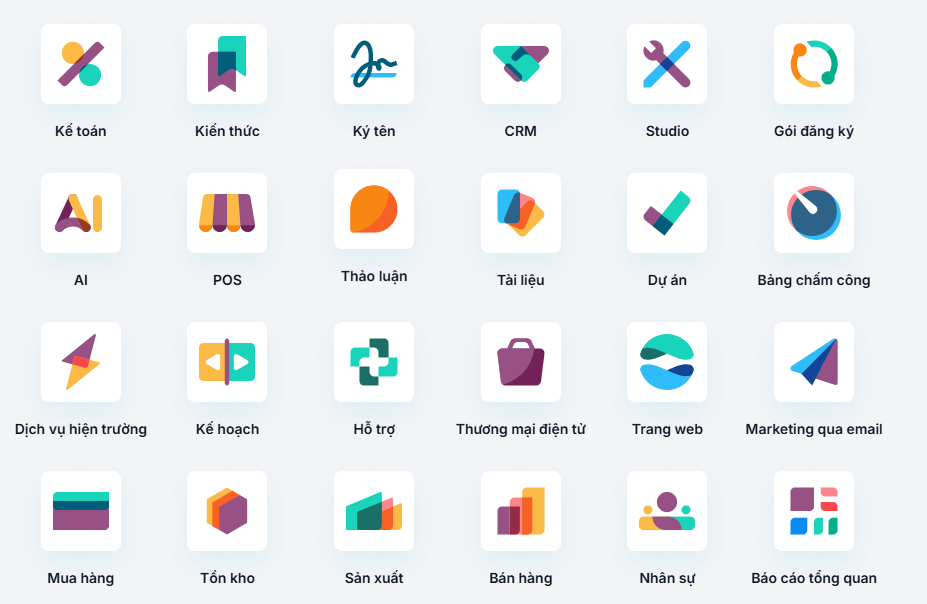 Kế toán
Kiến thức
Ký tên
CRM
Studio
Gói đăng ký
AI
POS
Thảo luận
Tài liệu
Dự án
Bảng chấm công
Dịch vụ hiện trường
Kế hoạch
Hỗ trợ
Thương mại điện tử
Trang web
Marketing qua email
Mua hàng
Tồn kho
Sản xuất
Bán hàng
Nhân sự
Báo cáo tổng quan